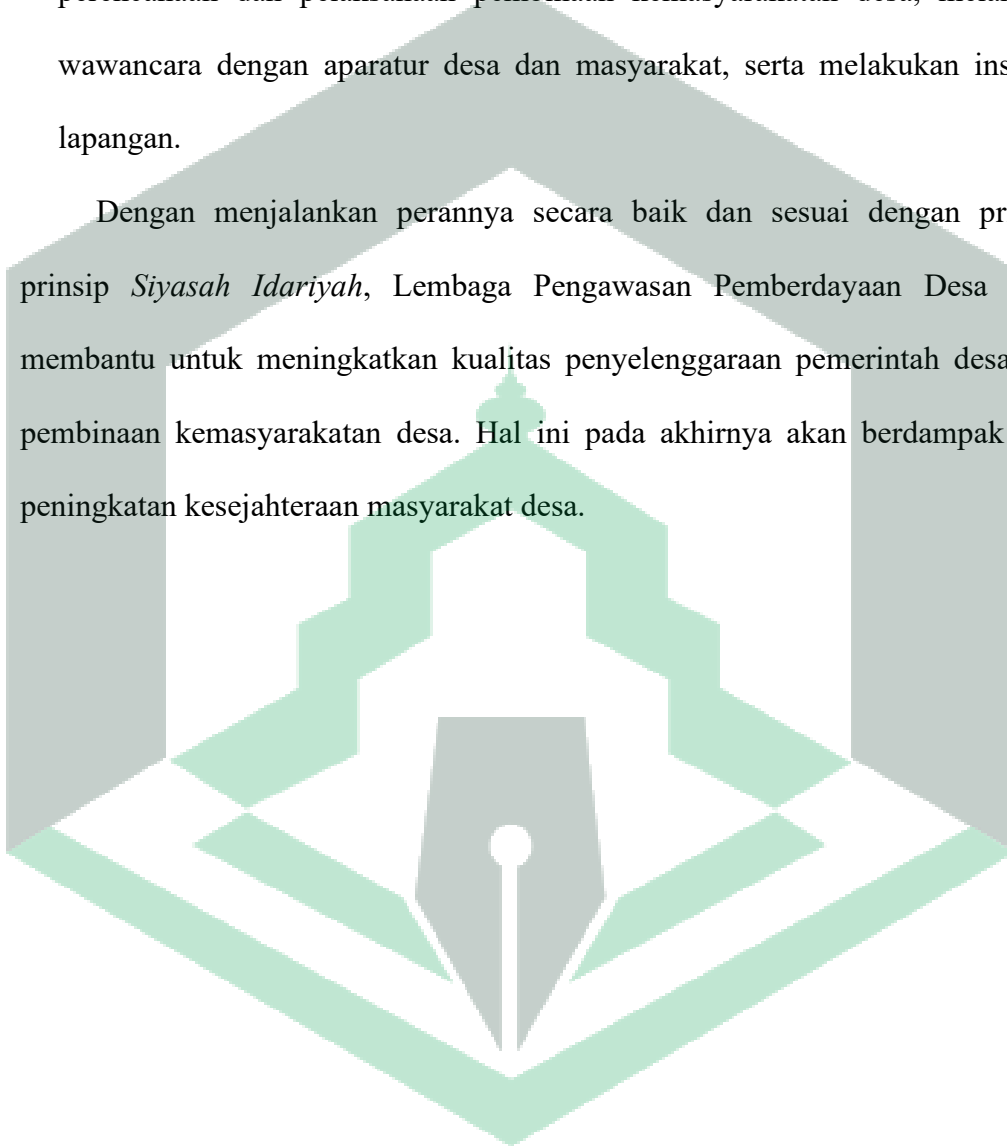 wawancara dengan aparatur desa dan masyarakat, serta melakukan ins
lapangan.
Dengan menjalankan perannya secara baik dan sesuai dengan pr
prinsip Siyasah Idariyah, Lembaga Pengawasan Pemberdayaan Desa
membantu untuk meningkatkan kualitas penyelenggaraan pemerintah desa
pembinaan kemasyarakatan desa. Hal ini pada akhirnya akan berdampak
peningkatan kesejahteraan masyarakat desa.